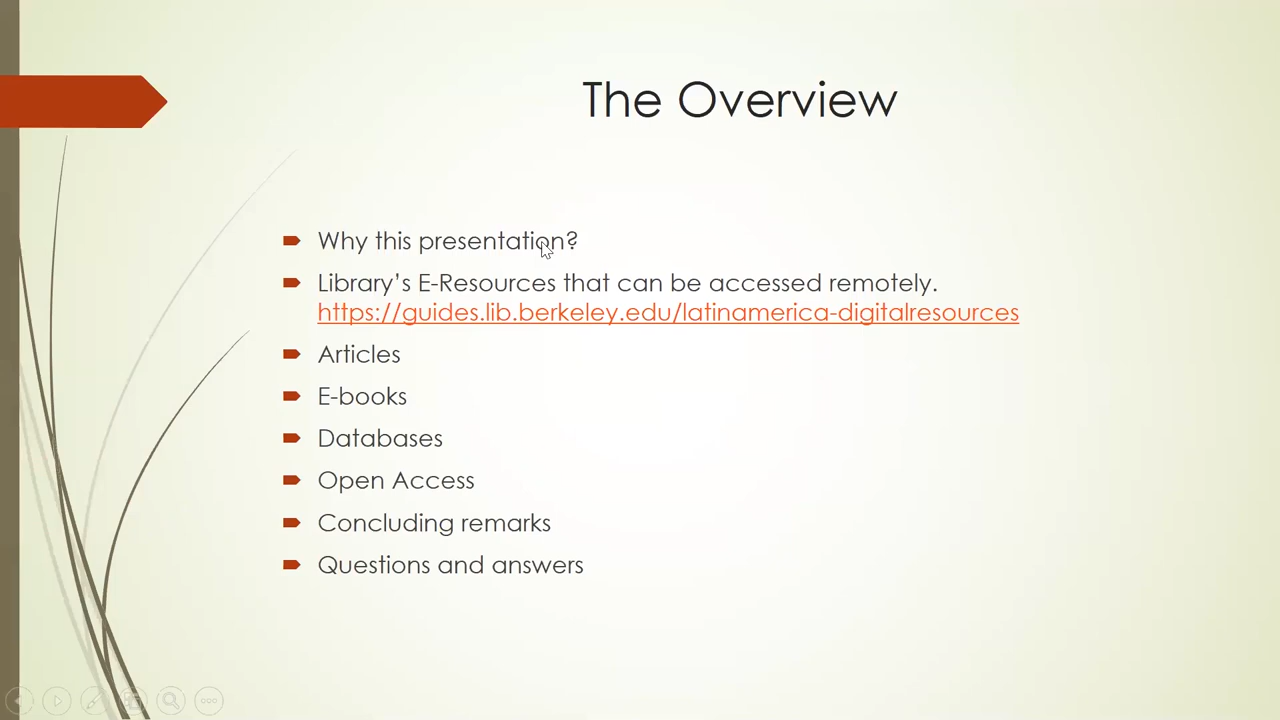 The Overview
Why this presentation?
Library’s E-Resources that can be accessed remotely.
https://guides.lib.berkeley.edu/latinamerica-digitalresources
Articles
E-books
Databases
Open Access
Concluding remarks
Questions and answers